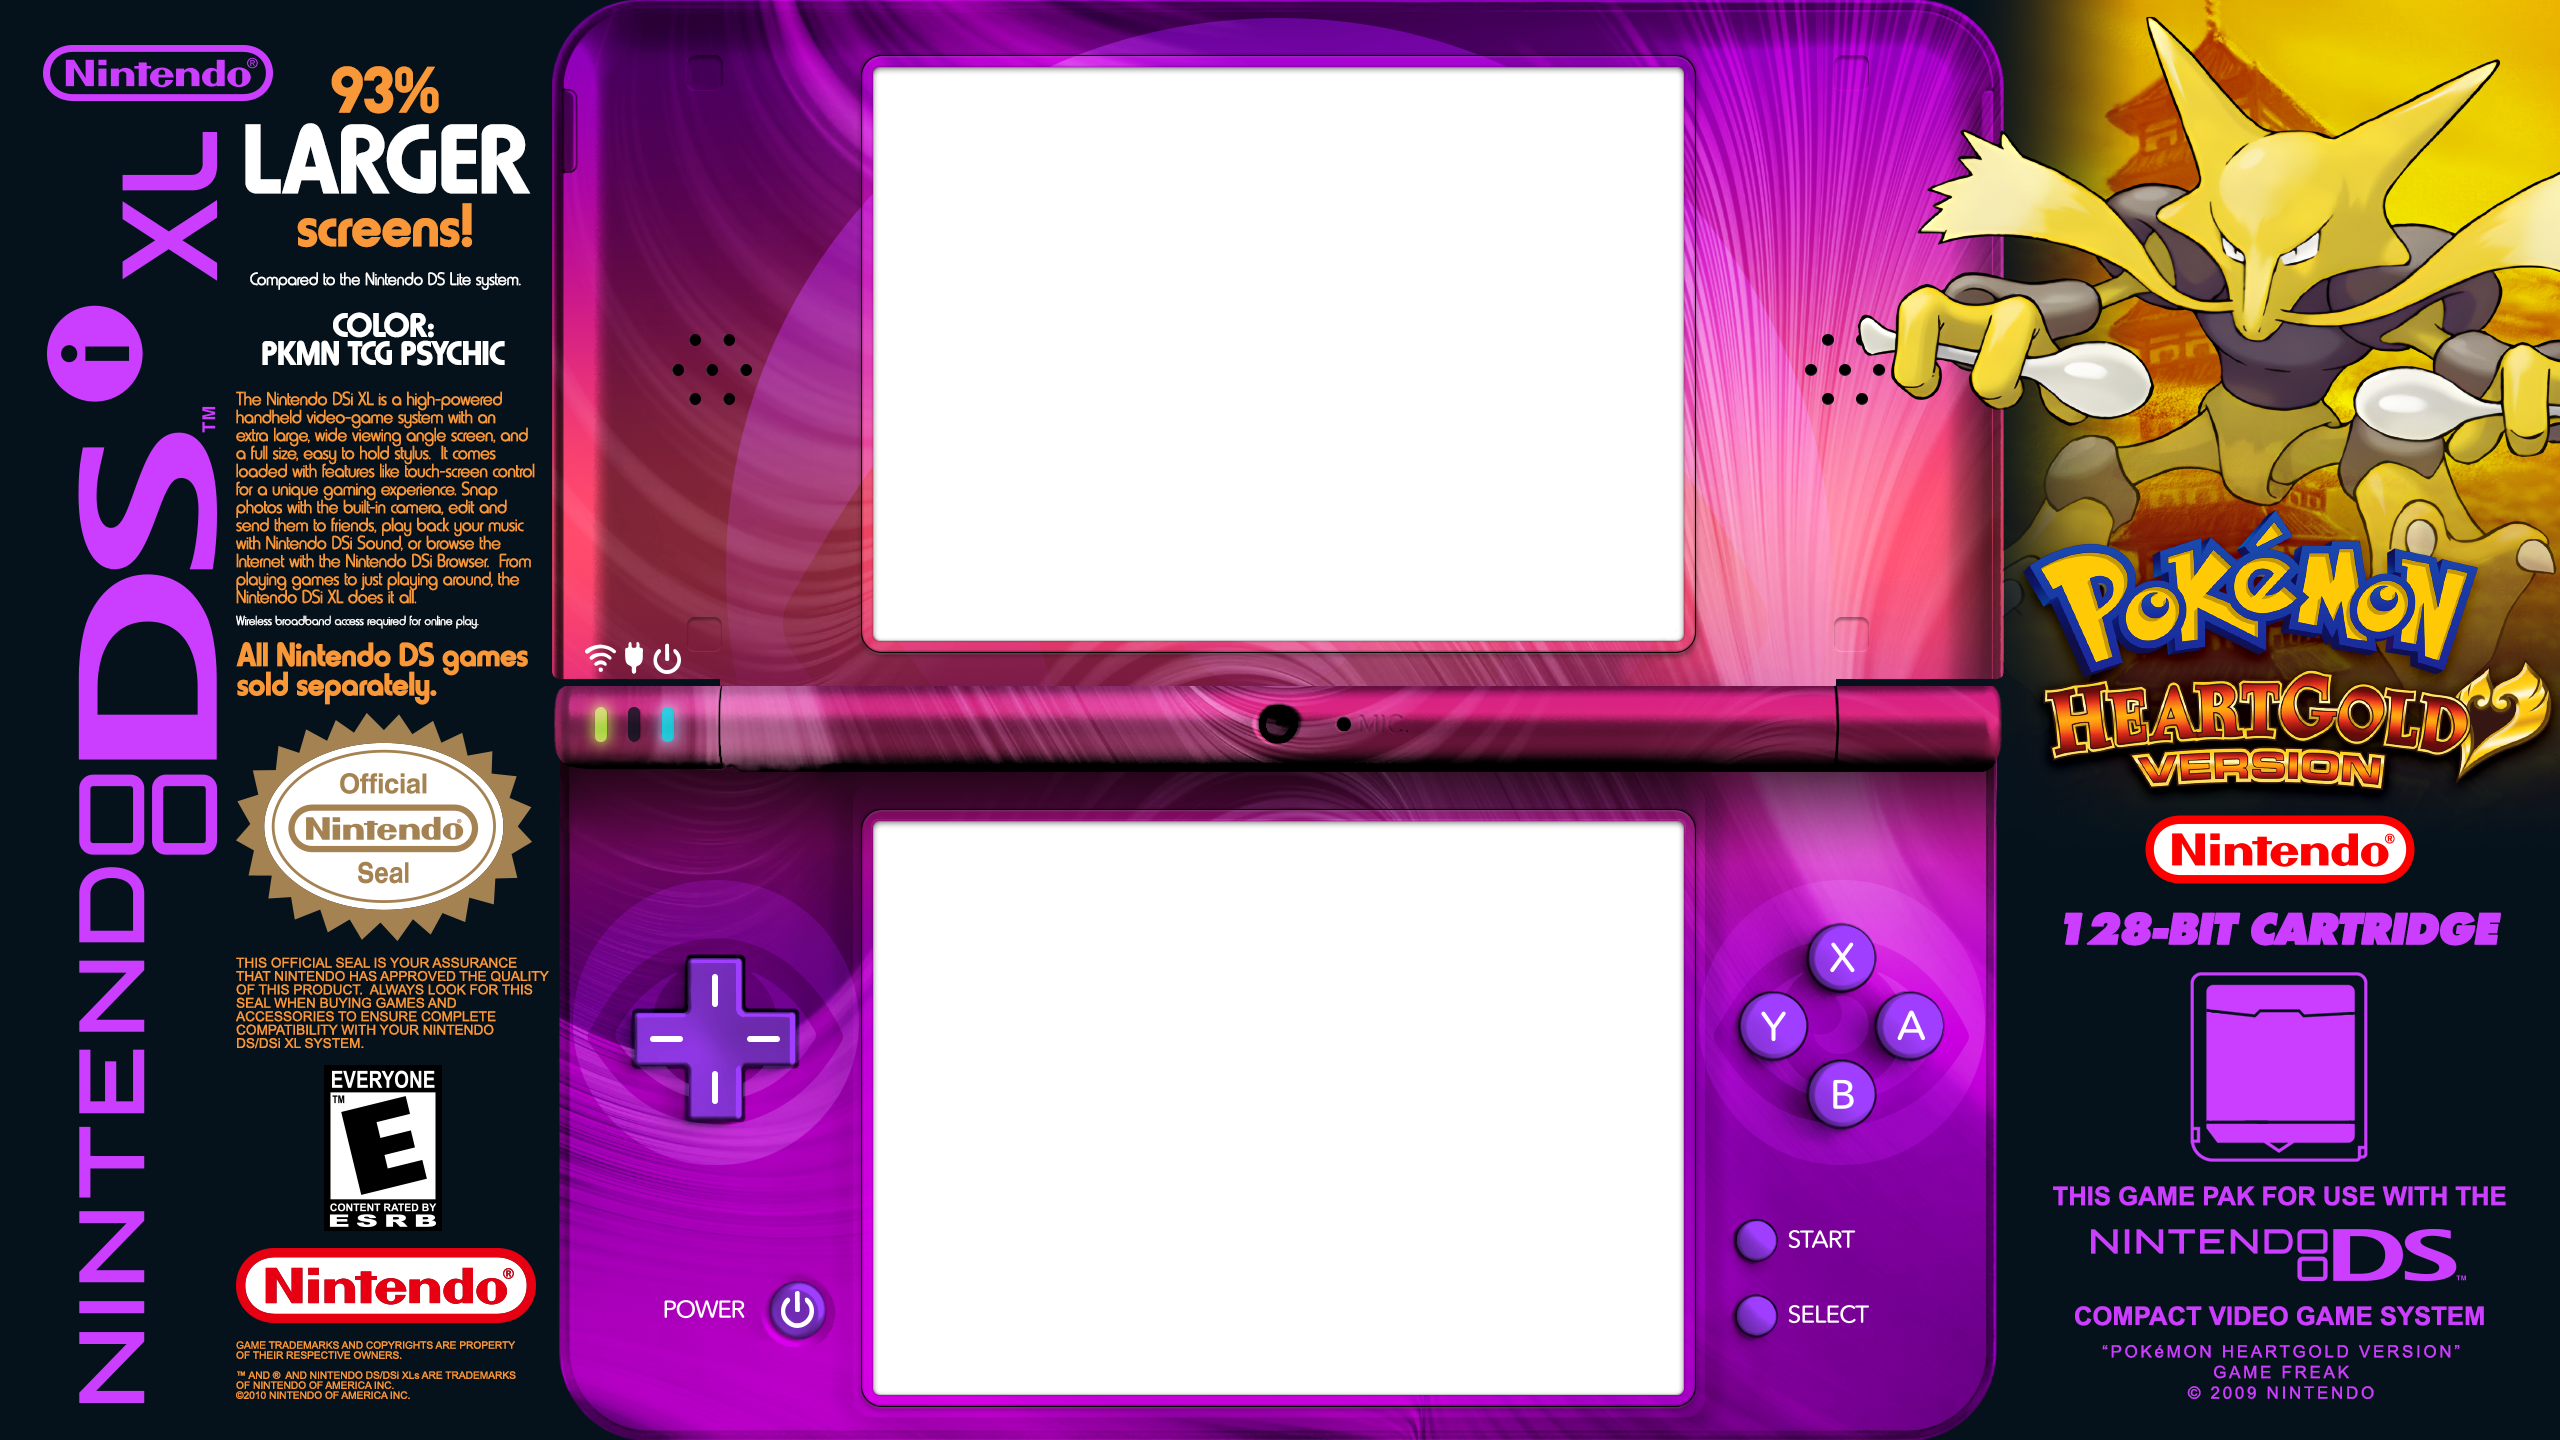 Nintendo®
NINTENDO DSi XL™
93%
LARGER
screens!
Compared to the Nintendo DS Lite system.
COLOR:
PKMN TCG PSYCHIC
The Nintendo DSi XL is a high-powered
handheld video-game system with an
extra large, wide viewing angle screen, and
a full size, easy to hold stylus. It comes
loaded with features like touch-screen control
for a unique gaming experience. Snap
photos with the built-in camera, edit and
send them to friends, play back your music
with Nintendo DSi Sound, or browse the
Internet with the Nintendo DSi Browser. From
playing games to just playing around, the
Nintendo DSi XL does it all.
Wireless broadband access required for online play.
All Nintendo DS games
sold separately.
Official
Nintendo®
Seal
THIS OFFICIAL SEAL IS YOUR ASSURANCE
THAT NINTENDO HAS APPROVED THE QUALITY
OF THIS PRODUCT. ALWAYS LOOK FOR THIS
SEAL WHEN BUYING GAMES AND
ACCESSORIES TO ENSURE COMPLETE
COMPATIBILITY WITH YOUR NINTENDO
DS/DSi XL SYSTEM.
EVERYONE
TM
E
CONTENT RATED BY
ESRB
Nintendo®
GAME TRADEMARKS AND COPYRIGHTS ARE PROPERTY
OF THEIR RESPECTIVE OWNERS.
™ AND ® AND NINTENDO DS/DSi XLs ARE TRADEMARKS
OF NINTENDO OF AMERICA INC.
©2010 NINTENDO OF AMERICA INC.
MIC.
X
Y
A
B
START
SELECT
POWER
POKéMON
HEARTGOLD
VERSION
Nintendo®
128-BIT CARTRIDGE
THIS GAME PAK FOR USE WITH THE
NINTENDO DS™
COMPACT VIDEO GAME SYSTEM
“POKéMON HEARTGOLD VERSION”
GAME FREAK
© 2009 NINTENDO